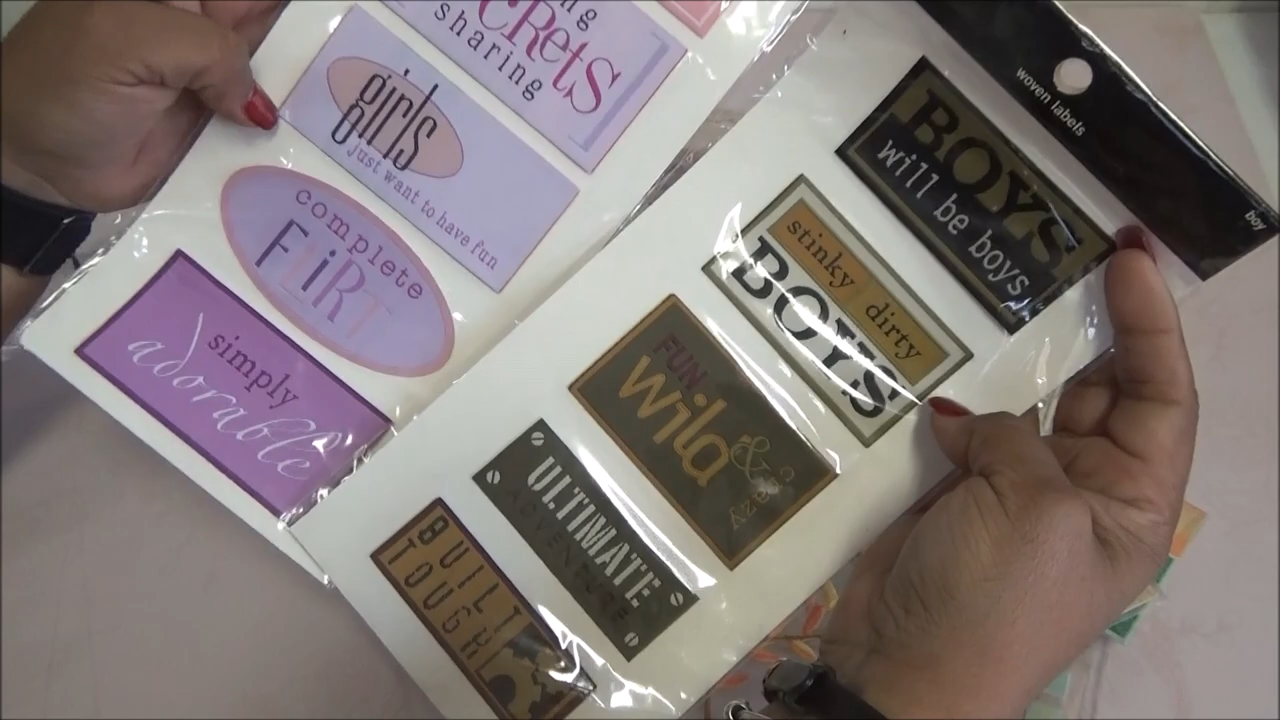 sharing
girls
just want to have fun
complete
FLiRT
simply
adorable
woven labels
boy
BOYS
will be boys
stinky dirty
BOYS
FUN
wild
& crazy
ULTIMATE
ADVENTURE
BUILT
TOUGH